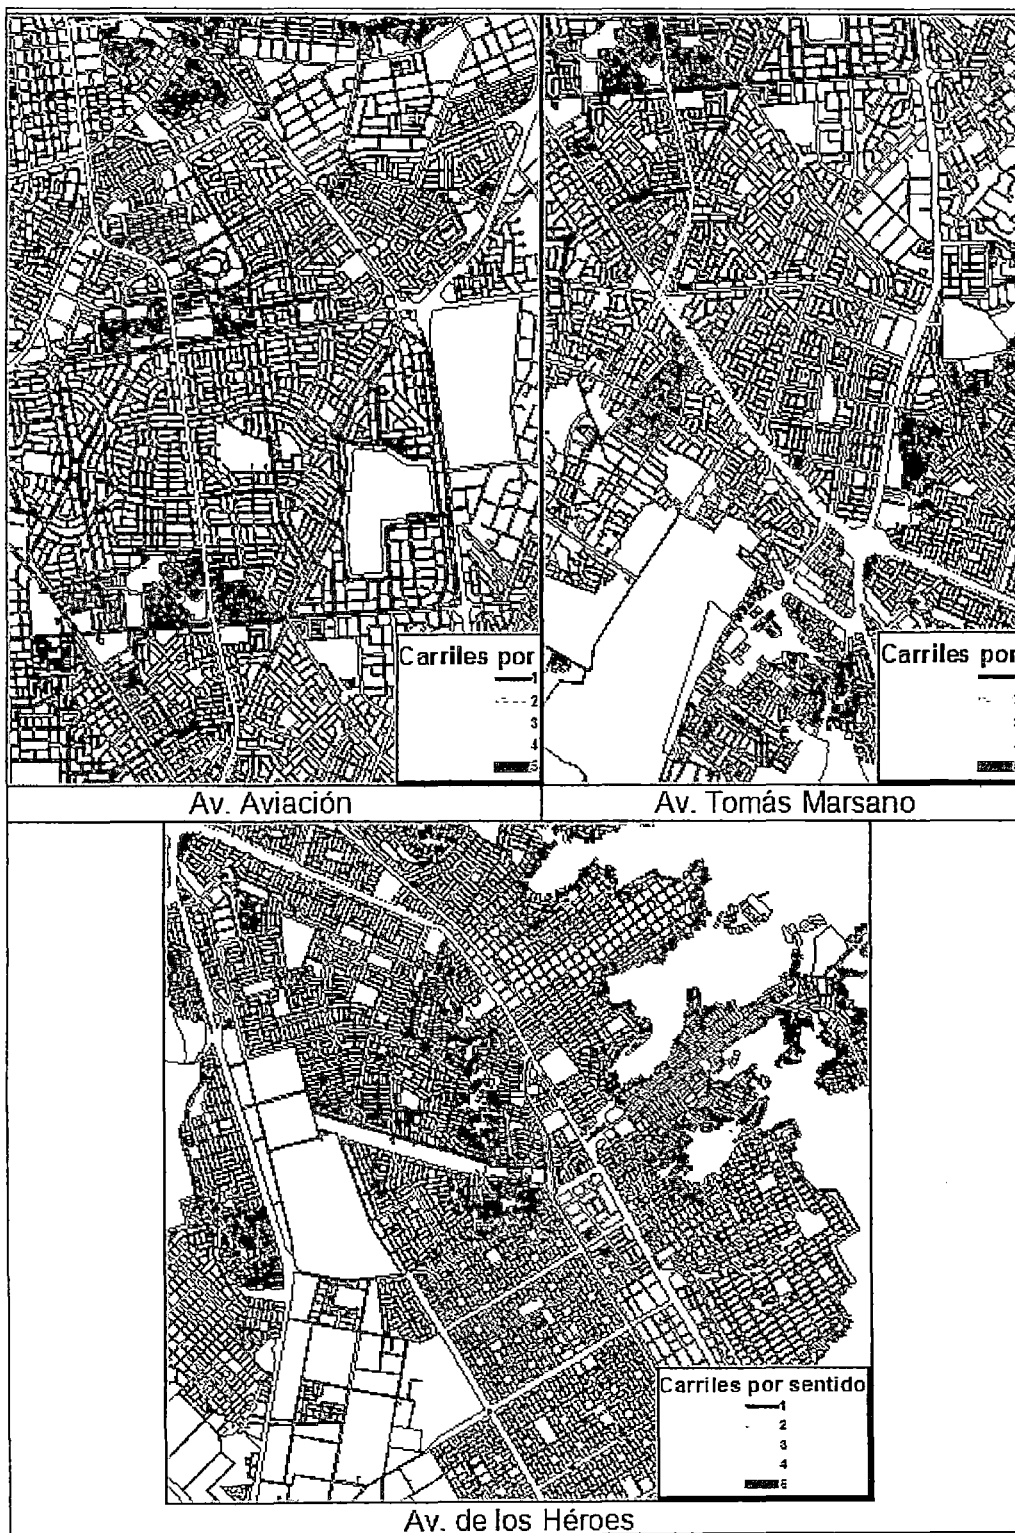 Carriles por
1
2
3
4
5
Carriles por
Av. Aviación
Av. Tomás Marsano
Carriles por sentido
1
2
3
4
5
Av. de los Héroes